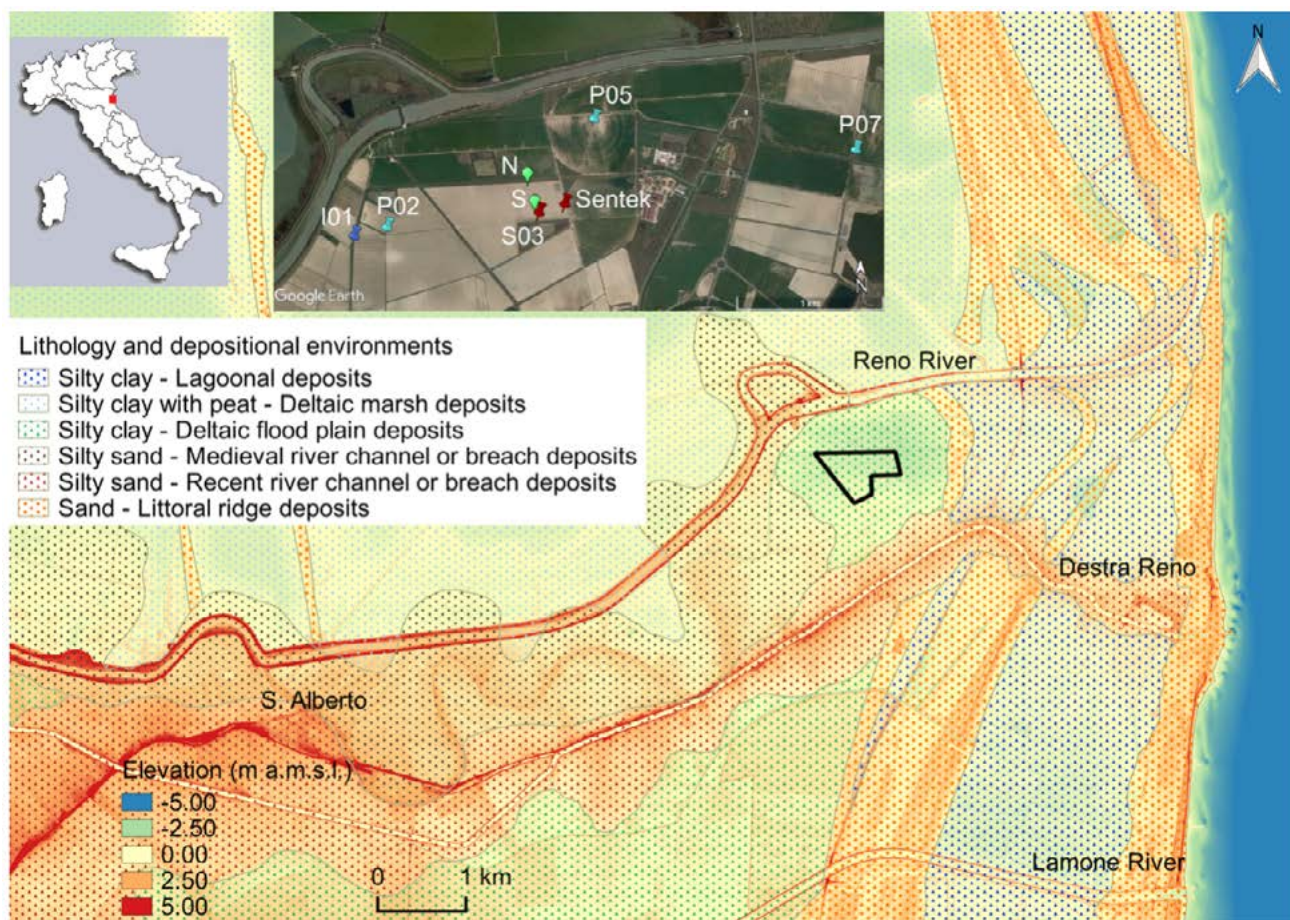 N
P05
P07
N
S
Sentek
P02
I01
S03
N
Google Earth
1 km
Lithology and depositional environments
Silty clay - Lagoonal deposits
Silty clay with peat - Deltaic marsh deposits
Silty clay - Deltaic flood plain deposits
Silty sand - Medieval river channel or breach deposits
Silty sand - Recent river channel or breach deposits
Sand - Littoral ridge deposits
Reno River
Destra Reno
S. Alberto
Elevation (m a.m.s.l.)
-5.00
-2.50
0.00
2.50
5.00
0 1 km
Lamone River